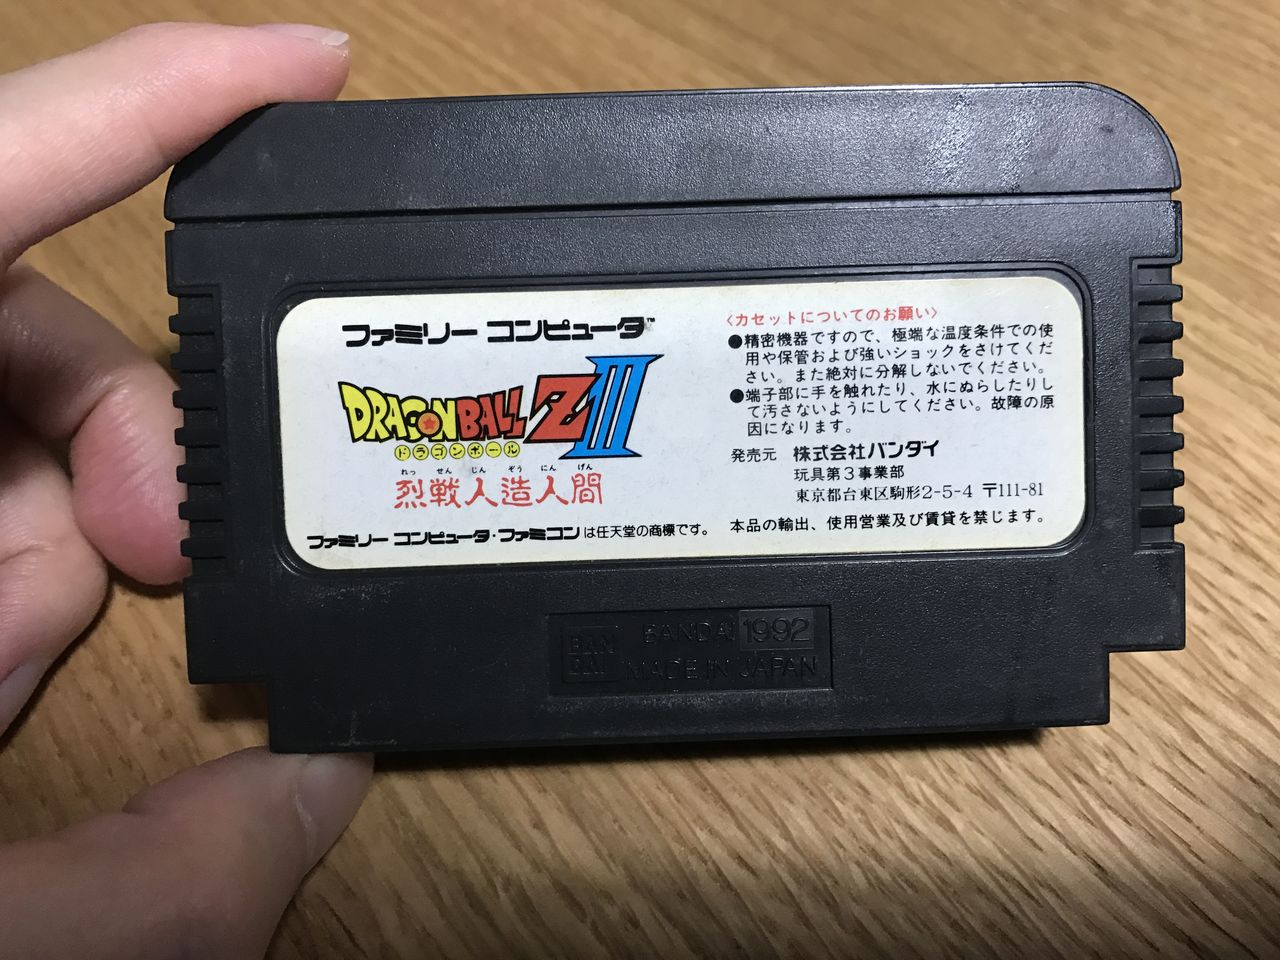 ファミリー コンピュータ™
DRAGON BALL Z III
ドラゴンボール
れっ せん じん ぞう にん げん
烈戦人造人間
ファミリー コンピュータ・ファミコンは任天堂の商標です。
〈カセットについてのお願い〉
●精密機器ですので、極端な温度条件での使
用や保管および強いショックをさけてくだ
さい。また絶対に分解しないでください。
●端子部に手を触れたり、水にぬらしたりし
て汚さないようにしてください。故障の原
因になります。
発売元 株式会社バンダイ
玩具第3事業部
東京都台東区駒形2-5-4 〒111-81
本品の輸出、使用営業及び賃貸を禁じます。
BAN
DAI
BANDAI 1992
MADE IN JAPAN